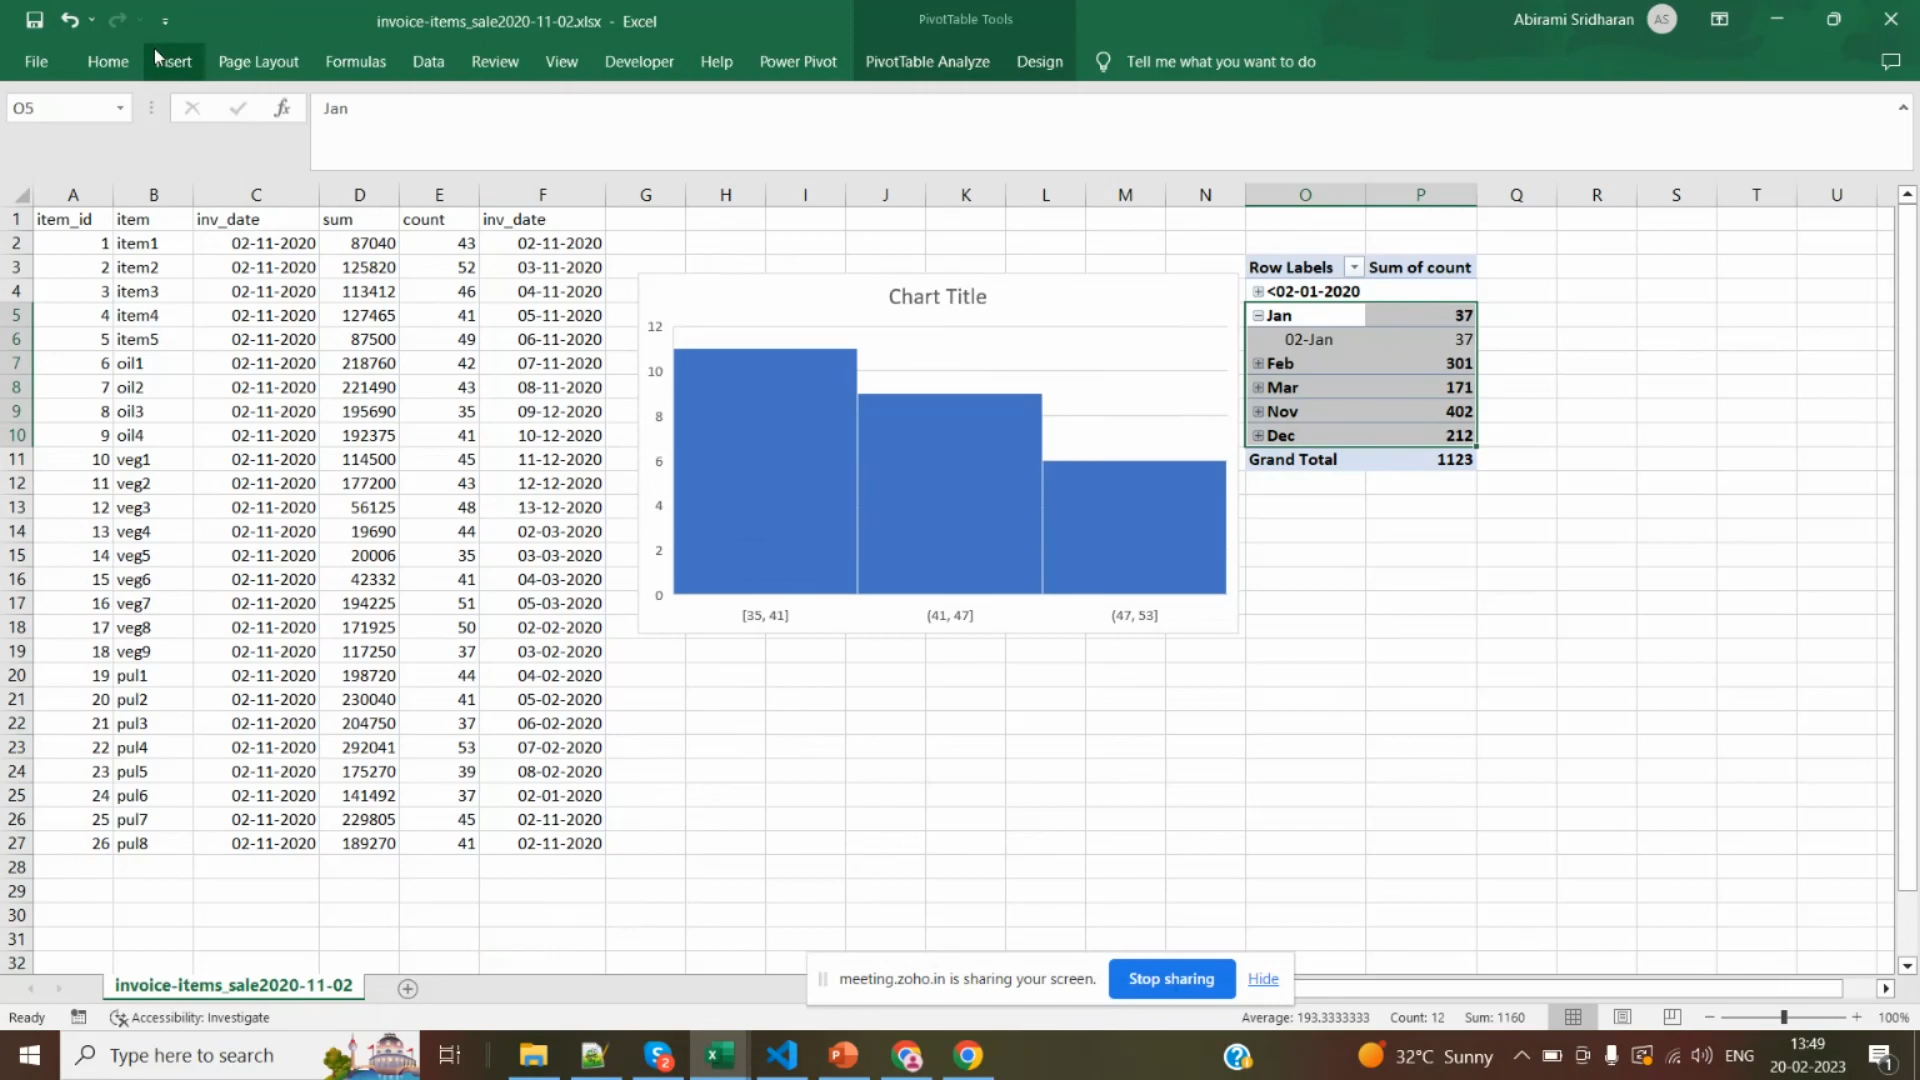 invoice-items_sale2020-11-02.xlsx - Excel
PivotTable Tools
Abirami Sridharan AS
File Home Insert Page Layout Formulas Data Review View Developer Help Power Pivot PivotTable Analyze Design Tell me what you want to do
O5 fx Jan
A B C D E F G H I J K L M N O P Q R S T U
1 item_id item inv_date sum count inv_date
2 1 item1 02-11-2020 87040 43 02-11-2020
3 2 item2 02-11-2020 125820 52 03-11-2020
4 3 item3 02-11-2020 113412 46 04-11-2020
5 4 item4 02-11-2020 127465 41 05-11-2020
6 5 item5 02-11-2020 87500 49 06-11-2020
7 6 oil1 02-11-2020 218760 42 07-11-2020
8 7 oil2 02-11-2020 221490 43 08-11-2020
9 8 oil3 02-11-2020 195690 35 09-12-2020
10 9 oil4 02-11-2020 192375 41 10-12-2020
11 10 veg1 02-11-2020 114500 45 11-12-2020
12 11 veg2 02-11-2020 177200 43 12-12-2020
13 12 veg3 02-11-2020 56125 48 13-12-2020
14 13 veg4 02-11-2020 19690 44 02-03-2020
15 14 veg5 02-11-2020 20006 35 03-03-2020
16 15 veg6 02-11-2020 42332 41 04-03-2020
17 16 veg7 02-11-2020 194225 51 05-03-2020
18 17 veg8 02-11-2020 171925 50 02-02-2020
19 18 veg9 02-11-2020 117250 37 03-02-2020
20 19 pul1 02-11-2020 198720 44 04-02-2020
21 20 pul2 02-11-2020 230040 41 05-02-2020
22 21 pul3 02-11-2020 204750 37 06-02-2020
23 22 pul4 02-11-2020 292041 53 07-02-2020
24 23 pul5 02-11-2020 175270 39 08-02-2020
25 24 pul6 02-11-2020 141492 37 02-01-2020
26 25 pul7 02-11-2020 229805 45 02-11-2020
27 26 pul8 02-11-2020 189270 41 02-11-2020
28
29
30
31
32
Chart Title
12
10
8
6
4
2
0
[35, 41] (41, 47] (47, 53]
Row Labels Sum of count
<02-01-2020
Jan 37
02-Jan 37
Feb 301
Mar 171
Nov 402
Dec 212
Grand Total 1123
invoice-items_sale2020-11-02
meeting.zoho.in is sharing your screen. Stop sharing Hide
Ready Accessibility: Investigate Average: 193.3333333 Count: 12 Sum: 1160 100%
Type here to search
2
32°C Sunny
ENG
13:49
20-02-2023
1